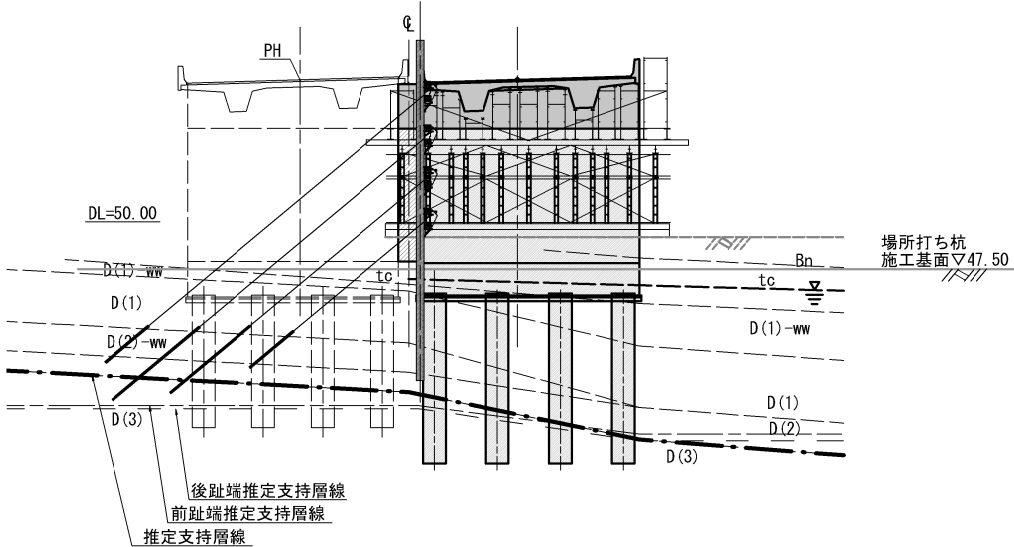 ℄
PH
DL=50.00
場所打ち杭
施工基面▽47.50
Bn
D(1)-ww
tc
tc
D(1)
D(1)-ww
D(2)-ww
D(1)
D(2)
D(3)
D(3)
後趾端推定支持層線
前趾端推定支持層線
推定支持層線